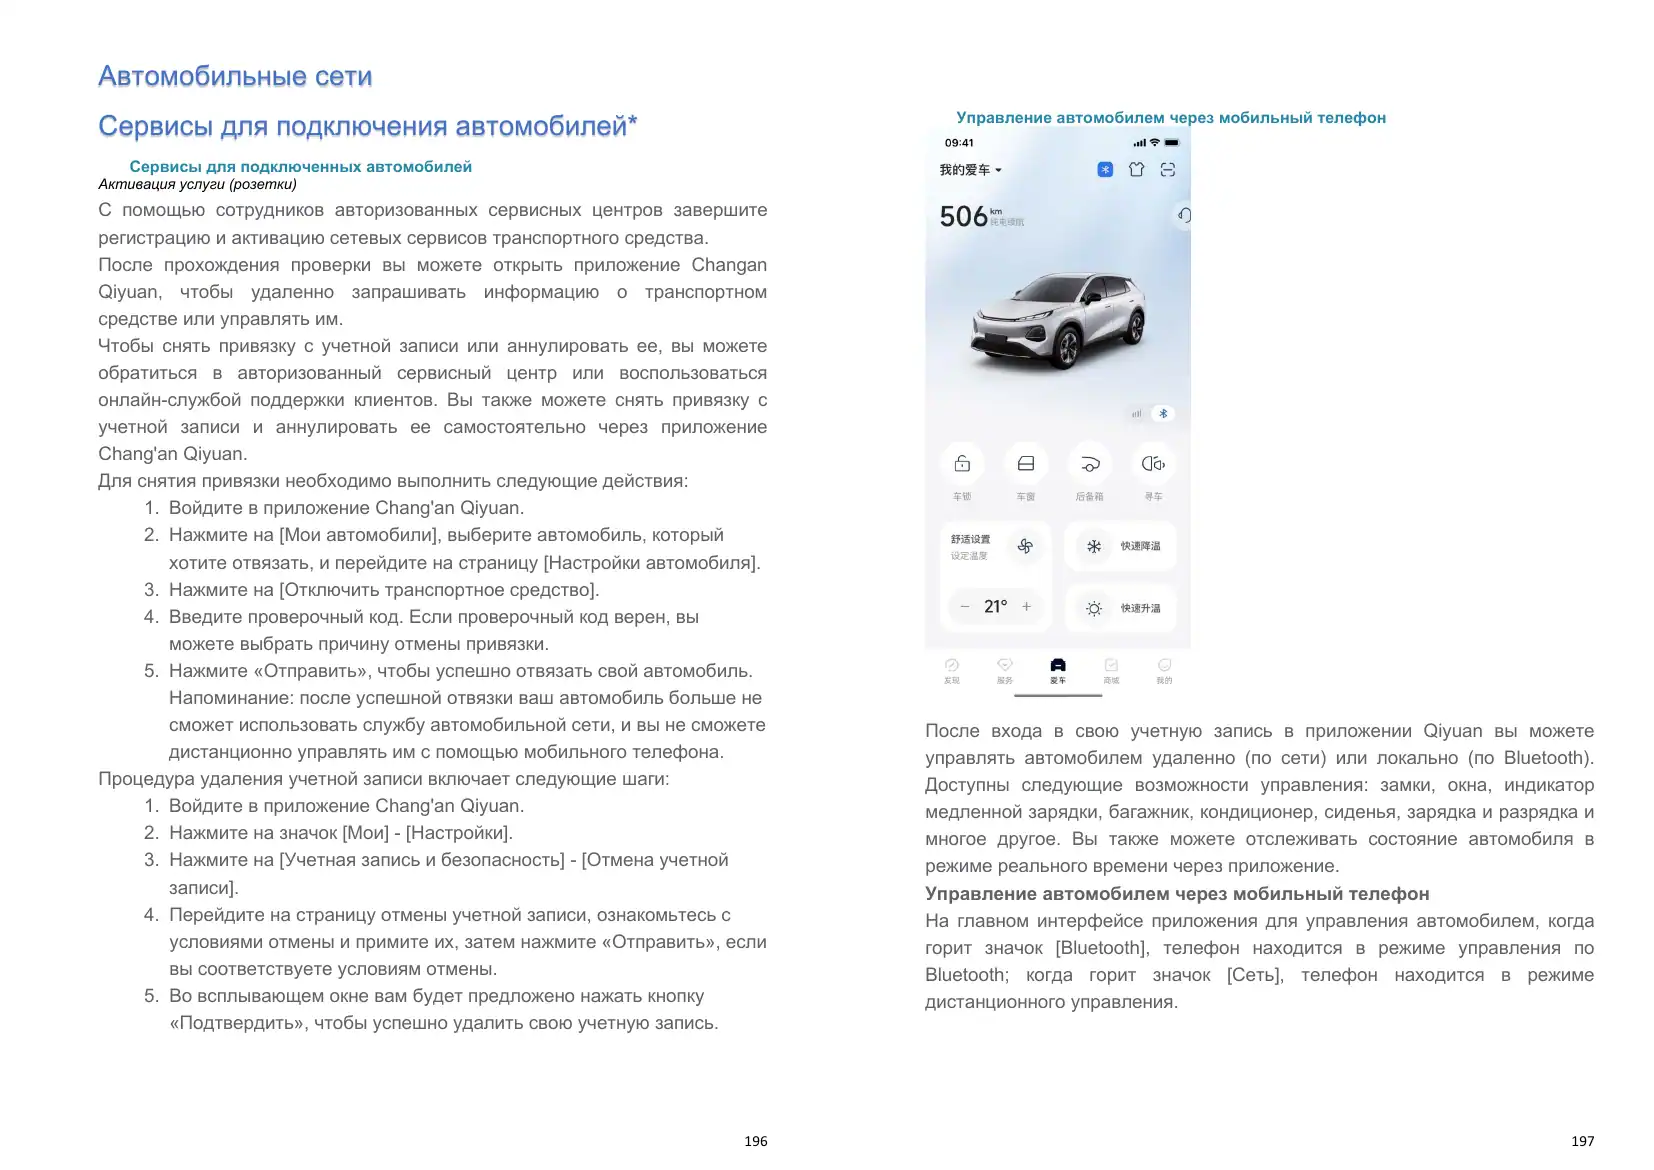 Автомобильные сети
Сервисы для подключения автомобилей*
Сервисы для подключенных автомобилей
Активация услуги (розетки)
С помощью сотрудников авторизованных сервисных центров завершите
регистрацию и активацию сетевых сервисов транспортного средства.
После прохождения проверки вы можете открыть приложение Changan
Qiyuan, чтобы удаленно запрашивать информацию о транспортном
средстве или управлять им.
Чтобы снять привязку с учетной записи или аннулировать ее, вы можете
обратиться в авторизованный сервисный центр или воспользоваться
онлайн-службой поддержки клиентов. Вы также можете снять привязку с
учетной записи и аннулировать ее самостоятельно через приложение
Chang'an Qiyuan.
Для снятия привязки необходимо выполнить следующие действия:
1. Войдите в приложение Chang'an Qiyuan.
2. Нажмите на [Мои автомобили], выберите автомобиль, который
хотите отвязать, и перейдите на страницу [Настройки автомобиля].
3. Нажмите на [Отключить транспортное средство].
4. Введите проверочный код. Если проверочный код верен, вы
можете выбрать причину отмены привязки.
5. Нажмите «Отправить», чтобы успешно отвязать свой автомобиль.
Напоминание: после успешной отвязки ваш автомобиль больше не
сможет использовать службу автомобильной сети, и вы не сможете
дистанционно управлять им с помощью мобильного телефона.
Процедура удаления учетной записи включает следующие шаги:
1. Войдите в приложение Chang'an Qiyuan.
2. Нажмите на значок [Мои] - [Настройки].
3. Нажмите на [Учетная запись и безопасность] - [Отмена учетной
записи].
4. Перейдите на страницу отмены учетной записи, ознакомьтесь с
условиями отмены и примите их, затем нажмите «Отправить», если
вы соответствуете условиям отмены.
5. Во всплывающем окне вам будет предложено нажать кнопку
«Подтвердить», чтобы успешно удалить свою учетную запись.
196
Управление автомобилем через мобильный телефон
09:41
我的爱车
506 km
纯电续航
车锁 车窗 后备箱 寻车
舒适设置
设定温度
快速降温
− 21° +
快速升温
发现 服务 爱车 商城 我的
После входа в свою учетную запись в приложении Qiyuan вы можете
управлять автомобилем удаленно (по сети) или локально (по Bluetooth).
Доступны следующие возможности управления: замки, окна, индикатор
медленной зарядки, багажник, кондиционер, сиденья, зарядка и разрядка и
многое другое. Вы также можете отслеживать состояние автомобиля в
режиме реального времени через приложение.
Управление автомобилем через мобильный телефон
На главном интерфейсе приложения для управления автомобилем, когда
горит значок [Bluetooth], телефон находится в режиме управления по
Bluetooth; когда горит значок [Сеть], телефон находится в режиме
дистанционного управления.
197